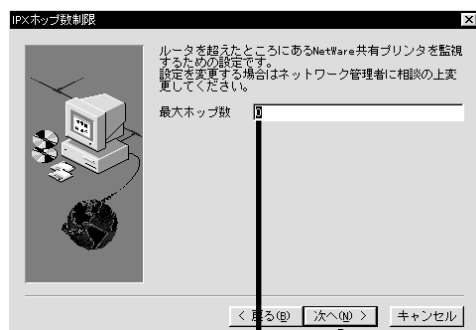 IPXホップ数制限
ルータを超えたところにあるNetWare共有プリンタを監視
するための設定です。
設定を変更する場合はネットワーク管理者に相談の上変
更してください。
最大ホップ数 0
< 戻る(B) 次へ(N) > キャンセル